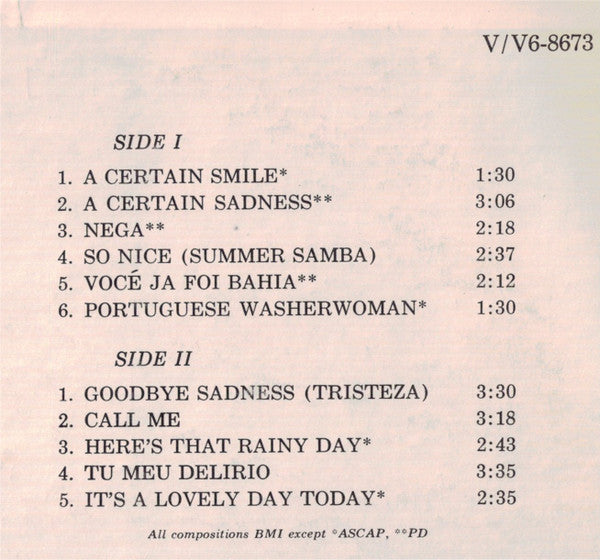 V/V6-8673
SIDE I
1. A CERTAIN SMILE* 1:30
2. A CERTAIN SADNESS** 3:06
3. NEGA** 2:18
4. SO NICE (SUMMER SAMBA) 2:37
5. VOCÉ JA FOI BAHIA** 2:12
6. PORTUGUESE WASHERWOMAN* 1:30
SIDE II
1. GOODBYE SADNESS (TRISTEZA) 3:30
2. CALL ME 3:18
3. HERE'S THAT RAINY DAY* 2:43
4. TU MEU DELIRIO 3:35
5. IT'S A LOVELY DAY TODAY* 2:35
All compositions BMI except *ASCAP, **PD